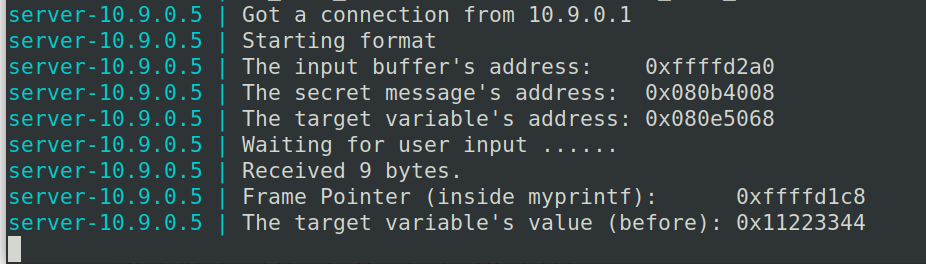 server-10.9.0.5 | Got a connection from 10.9.0.1
server-10.9.0.5 | Starting format
server-10.9.0.5 | The input buffer's address:    0xffffd2a0
server-10.9.0.5 | The secret message's address:  0x080b4008
server-10.9.0.5 | The target variable's address: 0x080e5068
server-10.9.0.5 | Waiting for user input ......
server-10.9.0.5 | Received 9 bytes.
server-10.9.0.5 | Frame Pointer (inside myprintf):      0xffffd1c8
server-10.9.0.5 | The target variable's value (before): 0x11223344